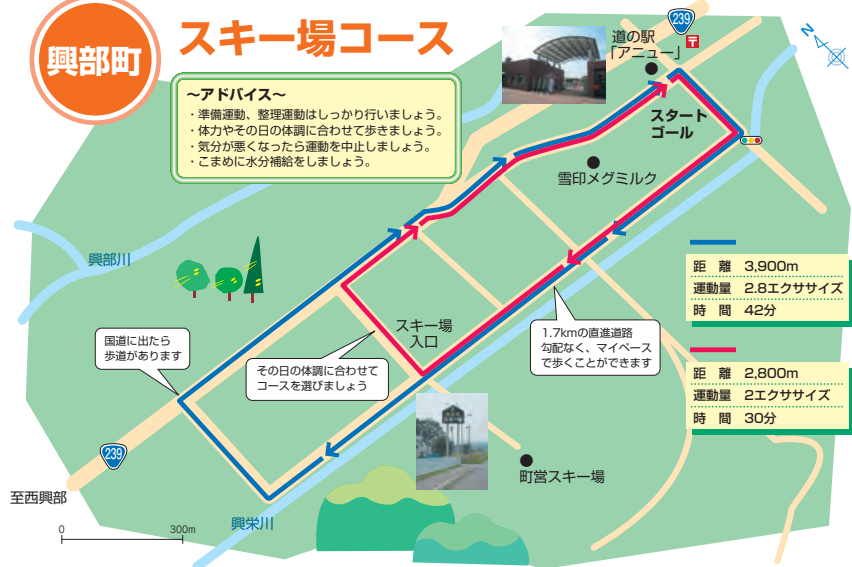 興部町
スキー場コース
～アドバイス～
・準備運動、整理運動はしっかり行いましょう。
・体力やその日の体調に合わせて歩きましょう。
・気分が悪くなったら運動を中止しましょう。
・こまめに水分補給をしましょう。
239
〒
道の駅
「アニュー」
N
スタート
ゴール
雪印メグミルク
興部川
距　離　3,900m
運動量　2.8エクササイズ
時　間　42分
スキー場
入口
1.7kmの直進道路
勾配なく、マイペース
で歩くことができます
国道に出たら
歩道があります
その日の体調に合わせて
コースを選びましょう
距　離　2,800m
運動量　2エクササイズ
時　間　30分
239
町営スキー場
至西興部
興栄川
0
300m